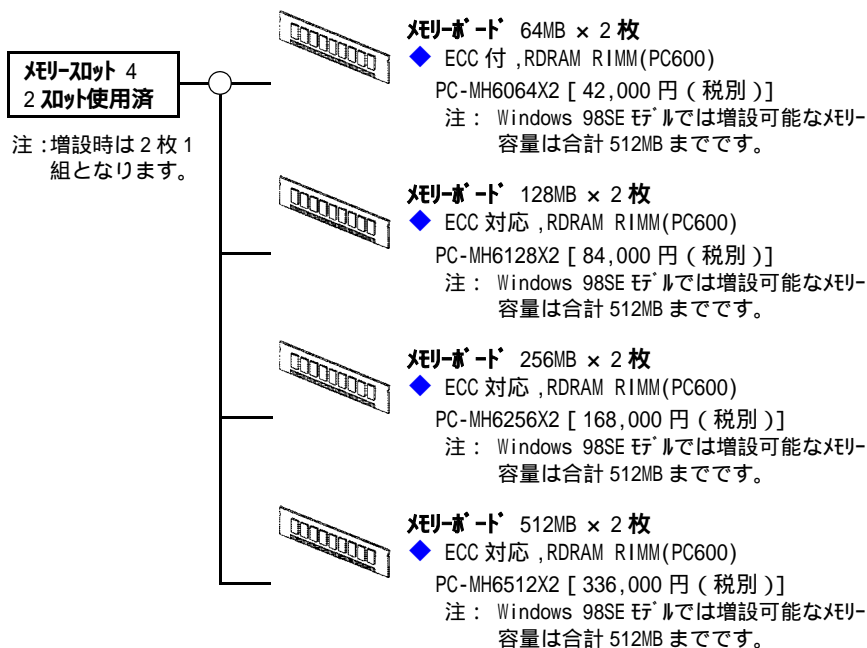 メモリースロット 4
2 スロット使用済
注:増設時は2枚1
組となります。
メモリーボード 64MB × 2 枚
◆ ECC 付 ,RDRAM RIMM(PC600)
PC-MH6064X2 [ 42,000 円 ( 税別 )]
注: Windows 98SE モデルでは増設可能なメモリー
容量は合計 512MB までです。
メモリーボード 128MB × 2 枚
◆ ECC 対応 ,RDRAM RIMM(PC600)
PC-MH6128X2 [ 84,000 円 ( 税別 )]
注: Windows 98SE モデルでは増設可能なメモリー
容量は合計 512MB までです。
メモリーボード 256MB × 2 枚
◆ ECC 対応 ,RDRAM RIMM(PC600)
PC-MH6256X2 [ 168,000 円 ( 税別 )]
注: Windows 98SE モデルでは増設可能なメモリー
容量は合計 512MB までです。
メモリーボード 512MB × 2 枚
◆ ECC 対応 ,RDRAM RIMM(PC600)
PC-MH6512X2 [ 336,000 円 ( 税別 )]
注: Windows 98SE モデルでは増設可能なメモリー
容量は合計 512MB までです。